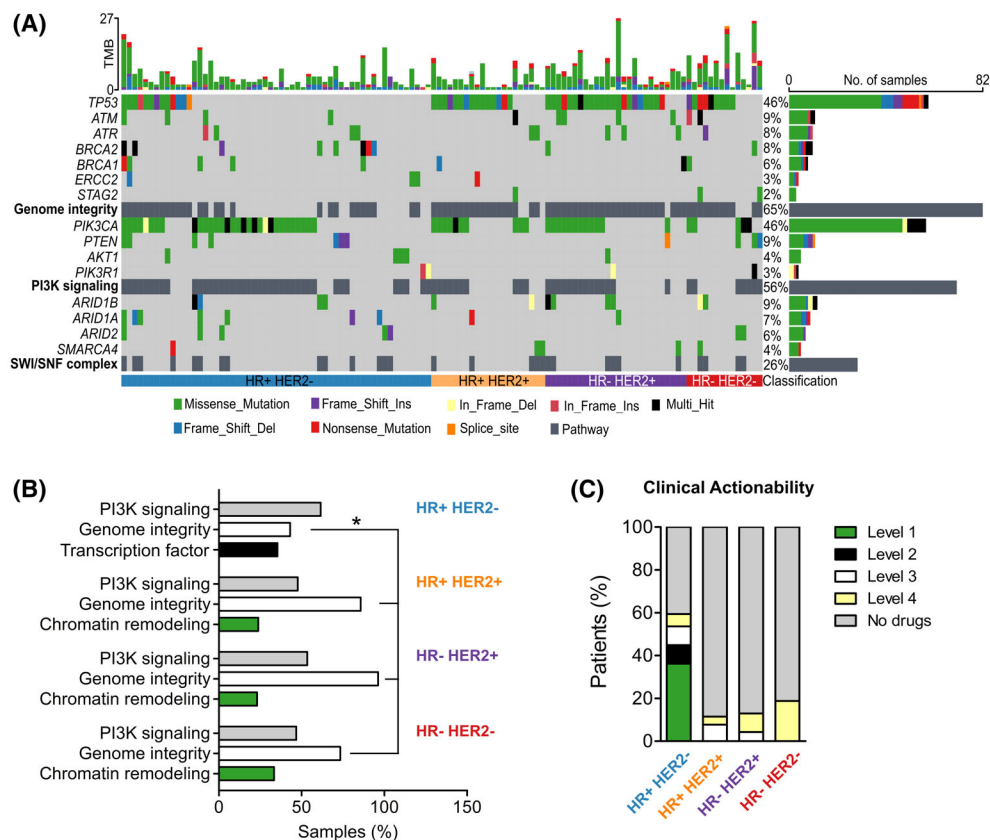 (A)
27
TMB
0
0 No. of samples 82
TP53 46%
ATM 9%
ATR 8%
BRCA2 8%
BRCA1 6%
ERCC2 3%
STAG2 2%
Genome integrity 65%
PIK3CA 46%
PTEN 9%
AKT1 4%
PIK3R1 3%
PI3K signaling 56%
ARID1B 9%
ARID1A 7%
ARID2 6%
SMARCA4 4%
SWI/SNF complex 26%
HR+ HER2- HR+ HER2+ HR- HER2+ HR- HER2- Classification
Missense_Mutation Frame_Shift_Ins In_Frame_Del In_Frame_Ins Multi_Hit
Frame_Shift_Del Nonsense_Mutation Splice_site Pathway
(B)
PI3K signaling HR+ HER2-
Genome integrity *
Transcription factor
PI3K signaling HR+ HER2+
Genome integrity
Chromatin remodeling
PI3K signaling HR- HER2+
Genome integrity
Chromatin remodeling
PI3K signaling HR- HER2-
Genome integrity
Chromatin remodeling
0 50 100 150
Samples (%)
(C)
Clinical Actionability
100
80
60
40
20
0
Patients (%)
Level 1
Level 2
Level 3
Level 4
No drugs
HR+ HER2-
HR+ HER2+
HR- HER2+
HR- HER2-